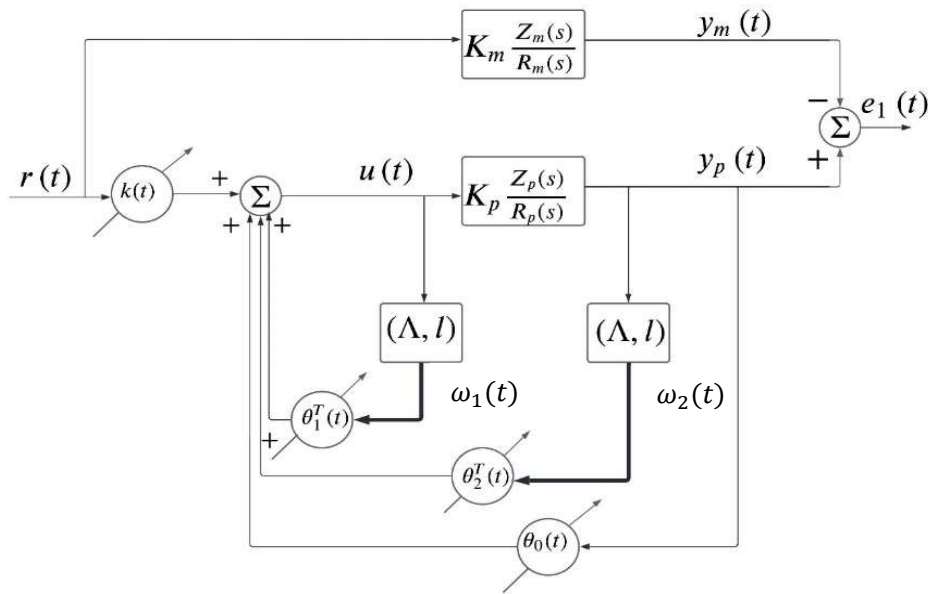 K_m Z_m(s)/R_m(s)
y_m (t)
−
e_1 (t)
Σ
+
r (t)
k(t)
+
Σ
+
+
u (t)
K_p Z_p(s)/R_p(s)
y_p (t)
(Λ, l)
(Λ, l)
ω_1(t)
ω_2(t)
θ_1^T(t)
+
θ_2^T(t)
θ_0(t)